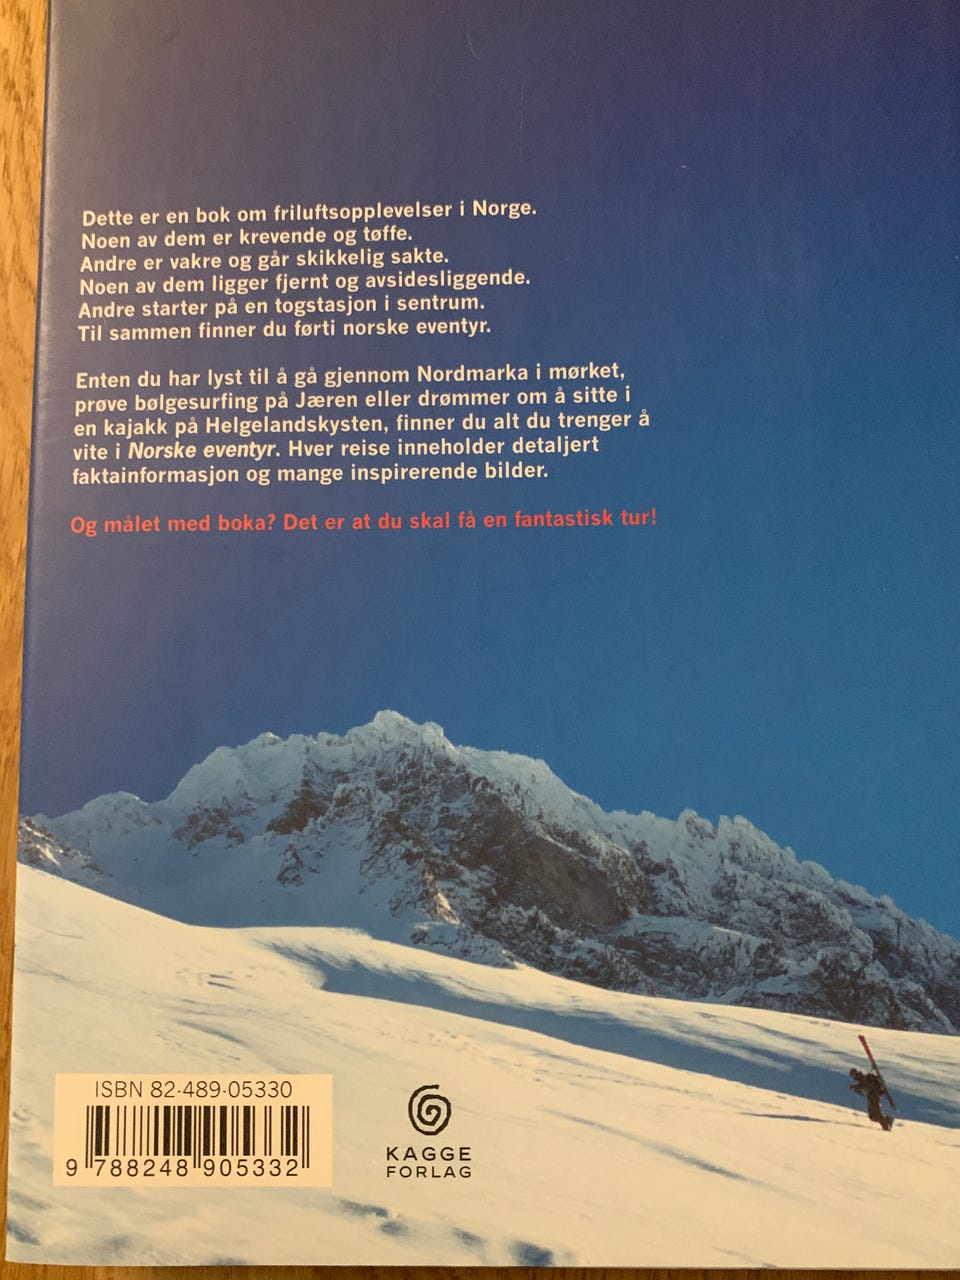 Dette er en bok om friluftsopplevelser i Norge.
Noen av dem er krevende og tøffe.
Andre er vakre og går skikkelig sakte.
Noen av dem ligger fjernt og avsidesliggende.
Andre starter på en togstasjon i sentrum.
Til sammen finner du førti norske eventyr.
Enten du har lyst til å gå gjennom Nordmarka i mørket,
prøve bølgesurfing på Jæren eller drømmer om å sitte i
en kajakk på Helgelandskysten, finner du alt du trenger å
vite i Norske eventyr. Hver reise inneholder detaljert
faktainformasjon og mange inspirerende bilder.
Og målet med boka? Det er at du skal få en fantastisk tur!
ISBN 82-489-05330
9 788248 905332
KAGGE
FORLAG